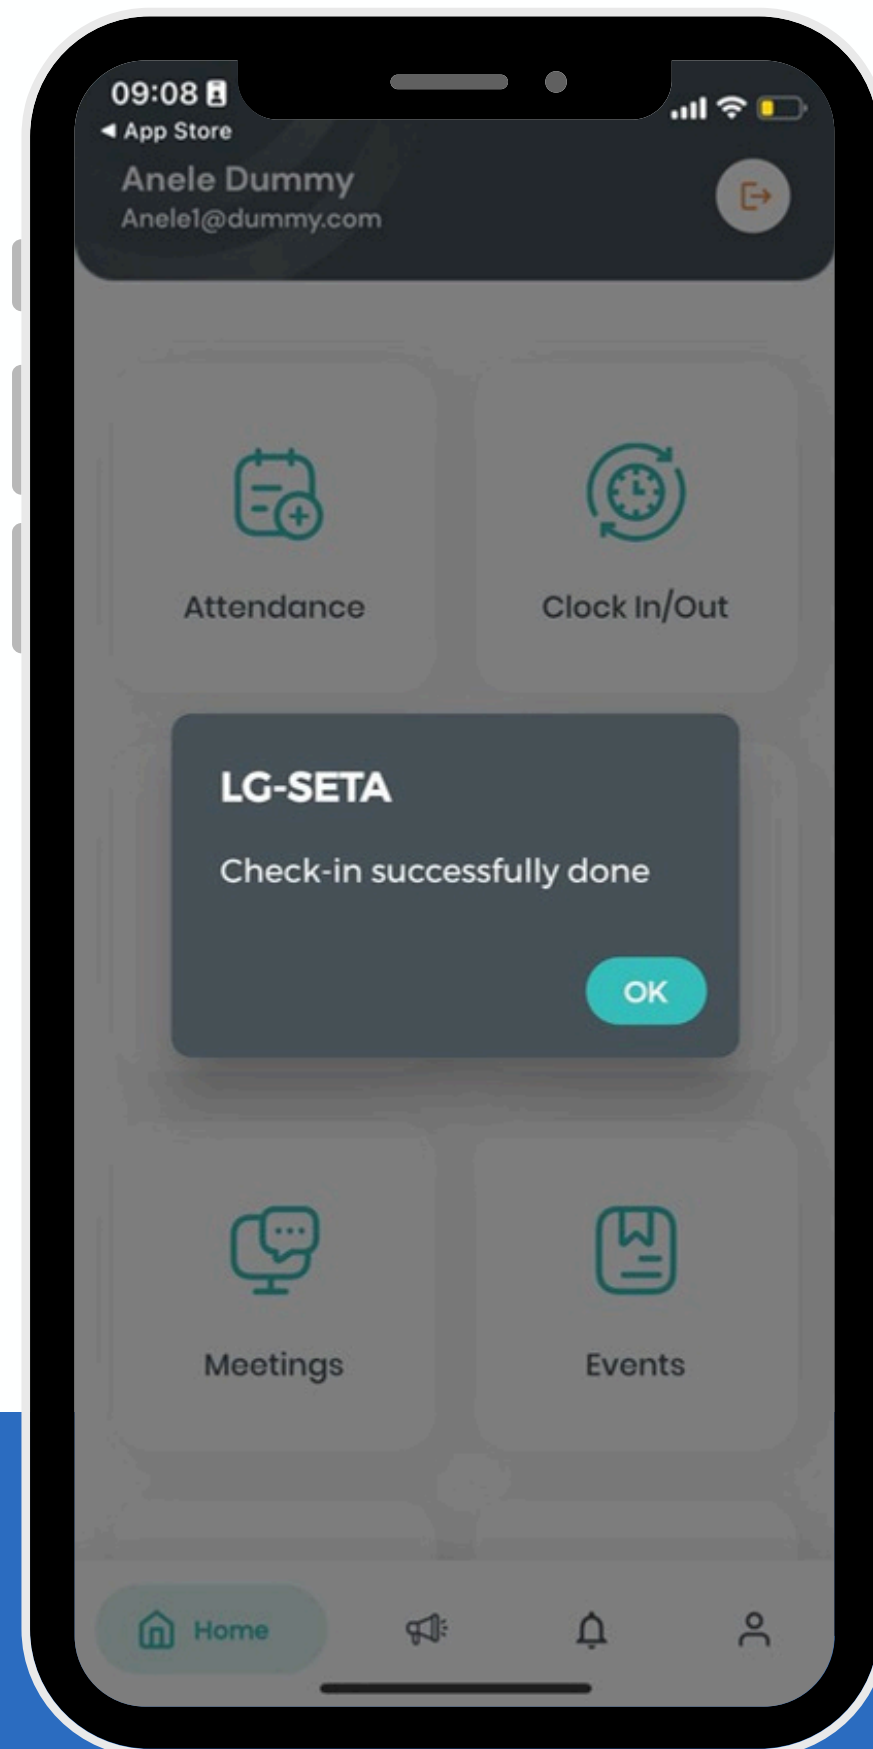 09:08
◀ App Store
Anele Dummy
Anele1@dummy.com
Attendance
Clock In/Out
LG-SETA
Check-in successfully done
OK
Meetings
Events
Home